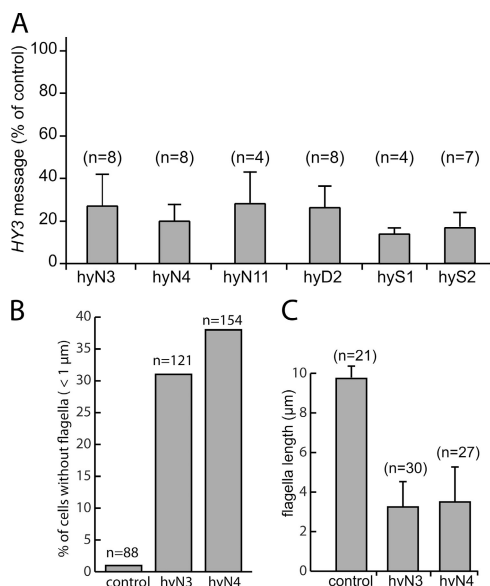 A
HY3 message (% of control)
100
80
60
40
20
0
(n=8) (n=8) (n=4) (n=8) (n=4) (n=7)
hyN3 hyN4 hyN11 hyD2 hyS1 hyS2
B
% of cells without flagella ( < 1 µm)
40
35
30
25
20
15
10
5
0
n=88
n=121
n=154
control hyN3 hyN4
C
flagella length (µm)
10
8
6
4
2
0
(n=21)
(n=30)
(n=27)
control hyN3 hyN4